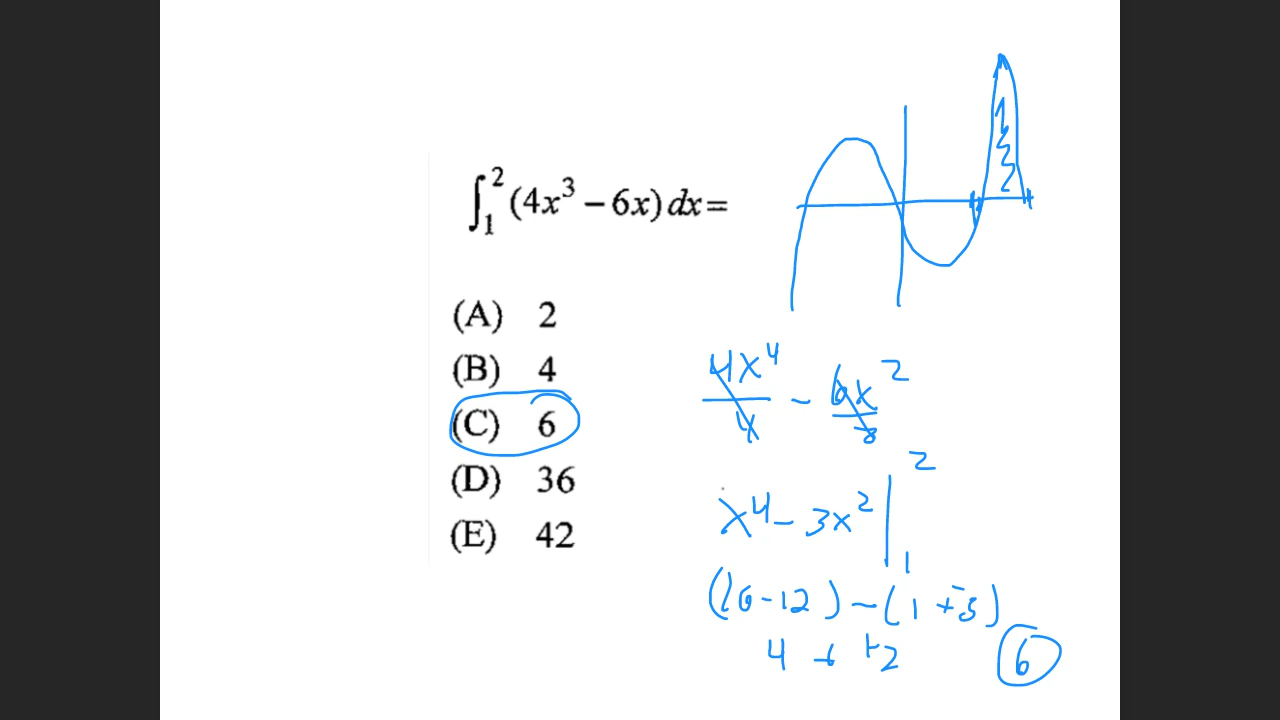 ∫₁² (4x³ − 6x) dx =
(A) 2
(B) 4
(C) 6
(D) 36
(E) 42
4x⁴/4 − 6x²/2
x⁴ − 3x² |₁²
(16 − 12) − (1 + −3)
4 + +2 6